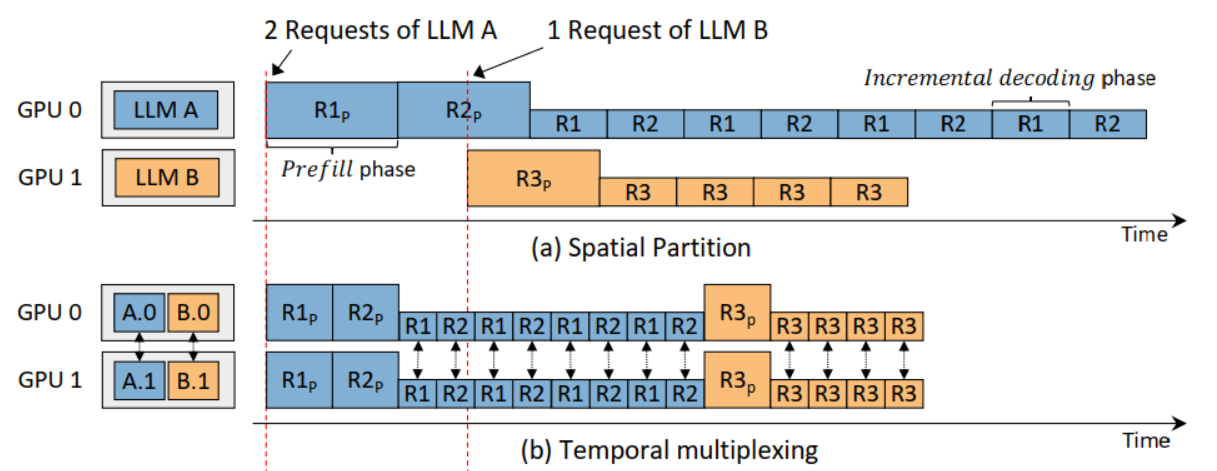 2 Requests of LLM A
1 Request of LLM B
Incremental decoding phase
GPU 0
LLM A
R1P
R2P
R1 R2 R1 R2 R1 R2 R1 R2
Prefill phase
GPU 1
LLM B
R3P
R3 R3 R3 R3
Time
(a) Spatial Partition
GPU 0
A.0 B.0
R1P R2P
R1 R2 R1 R2 R1 R2 R1 R2
R3p
R3 R3 R3 R3
GPU 1
A.1 B.1
R1P R2P
R1 R2 R1 R2 R1 R2 R1 R2
R3p
R3 R3 R3 R3
Time
(b) Temporal multiplexing